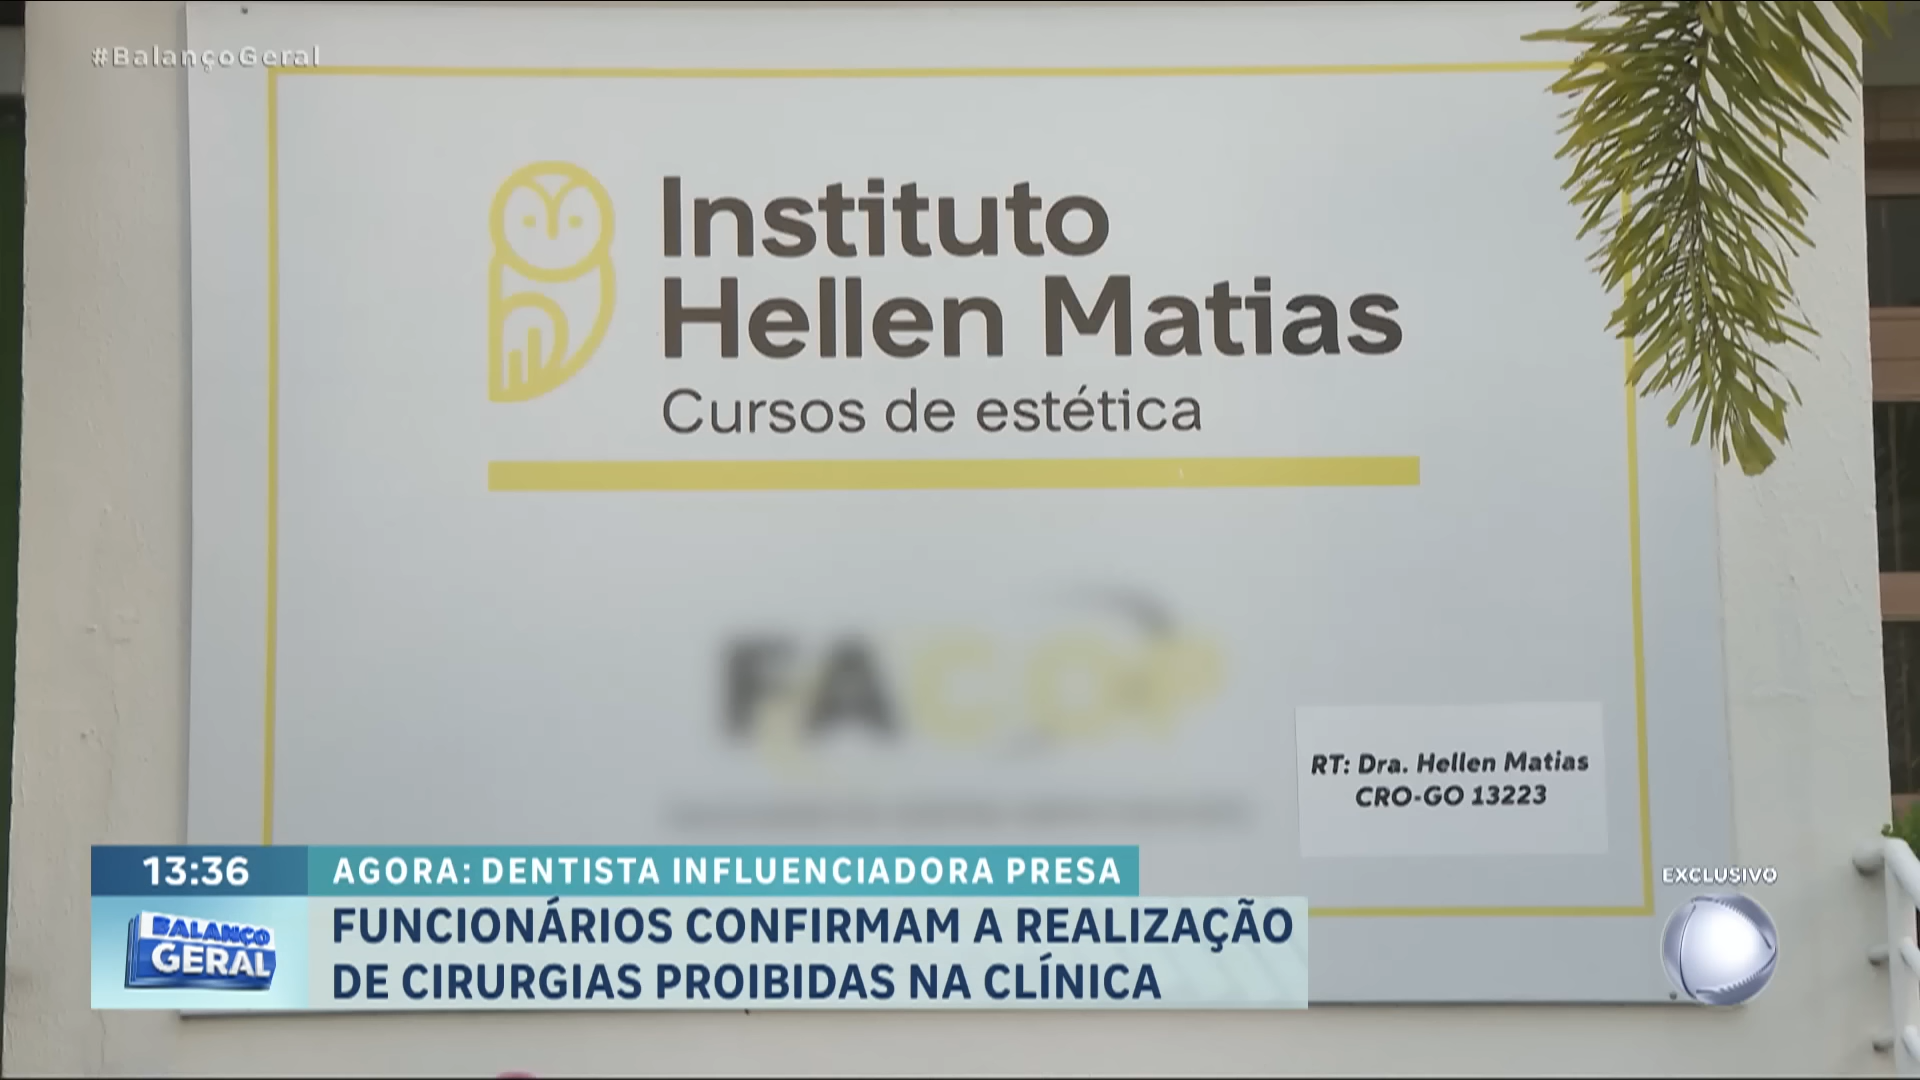 #BalançoGeral
Instituto
Hellen Matias
Cursos de estética
RT: Dra. Hellen Matias
CRO-GO 13223
EXCLUSIVO
13:36
AGORA: DENTISTA INFLUENCIADORA PRESA
BALANÇO
GERAL
FUNCIONÁRIOS CONFIRMAM A REALIZAÇÃO
DE CIRURGIAS PROIBIDAS NA CLÍNICA